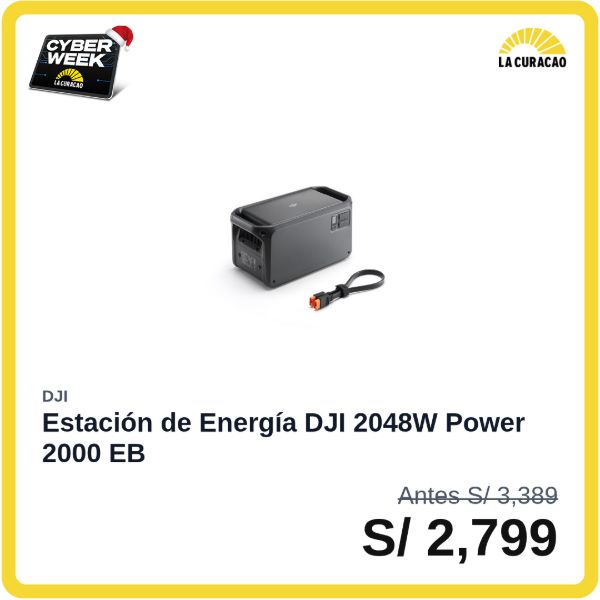 CYBER
WEEK
LA CURACAO
LA CURACAO
DJI
Estación de Energía DJI 2048W Power
2000 EB
Antes S/ 3,389
S/ 2,799